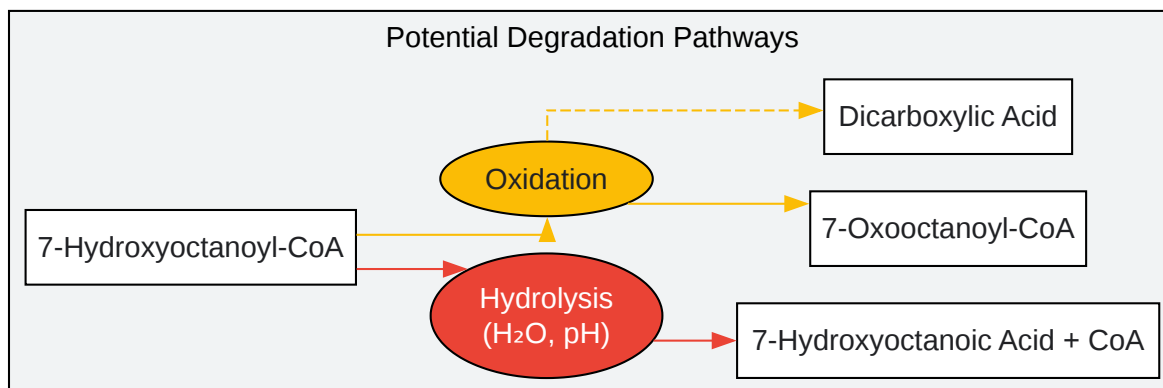 Potential Degradation Pathways
Dicarboxylic Acid
Oxidation
7-Oxooctanoyl-CoA
7-Hydroxyoctanoyl-CoA
Hydrolysis
(H₂O, pH)
7-Hydroxyoctanoic Acid + CoA